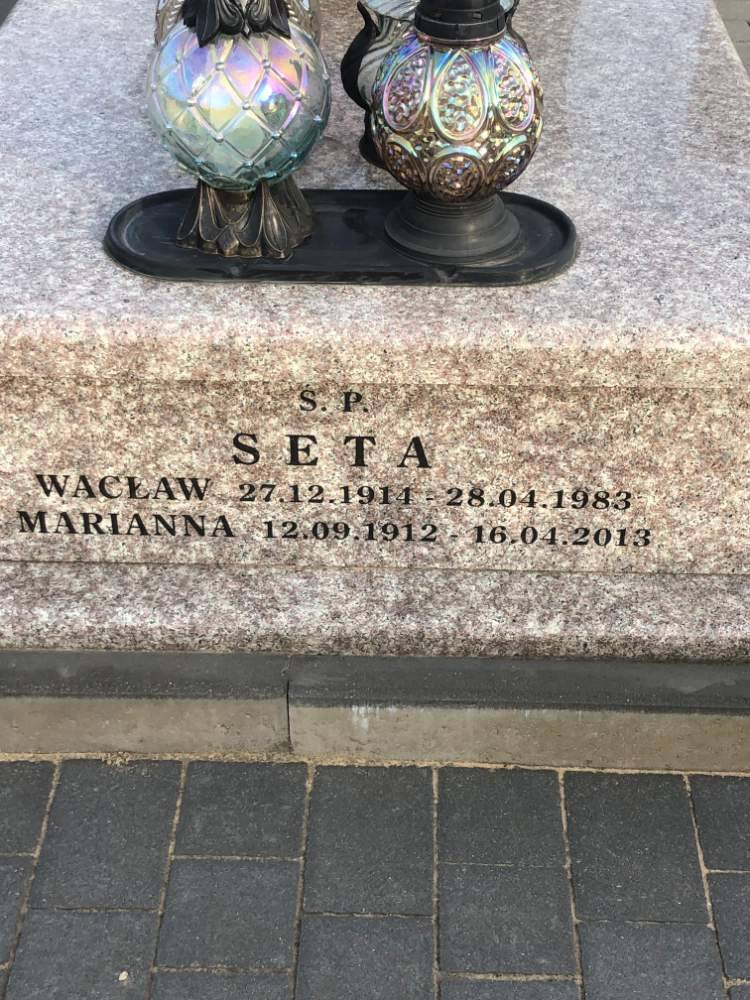 Ś. P.
SETA
WACŁAW 27.12.1914 - 28.04.1983
MARIANNA 12.09.1912 - 16.04.2013